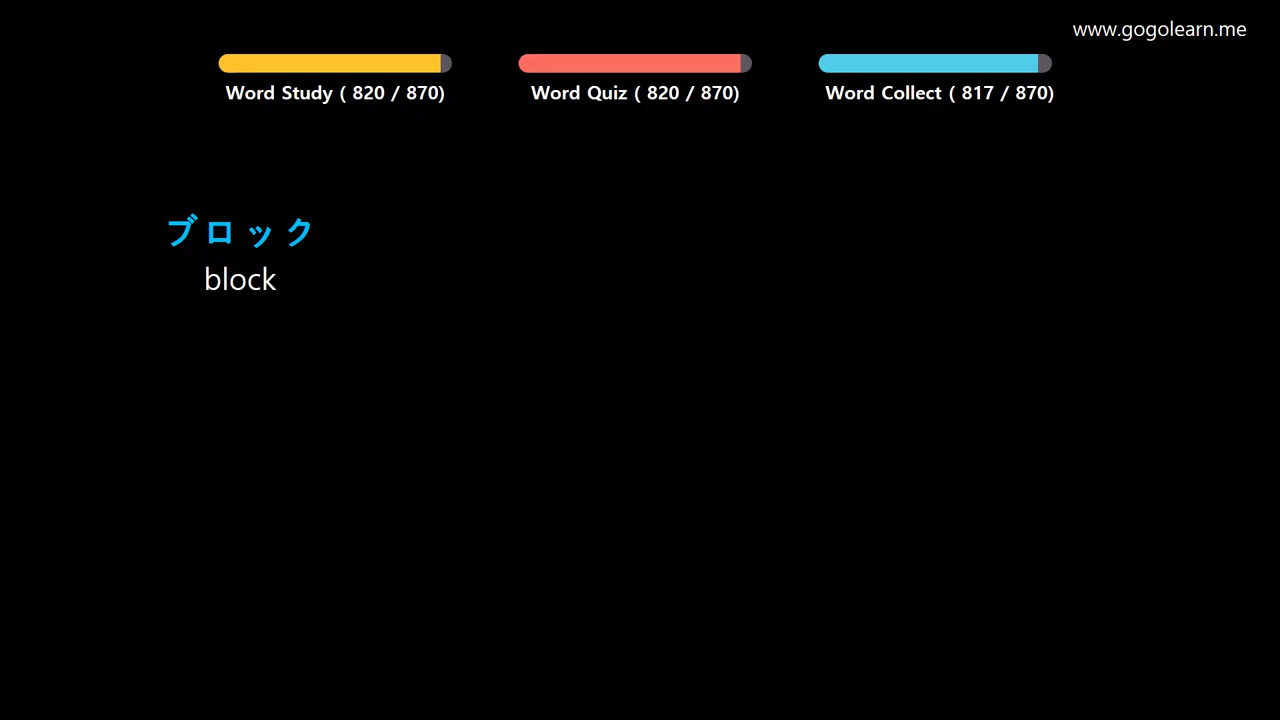 www.gogolearn.me
Word Study ( 820 / 870)
Word Quiz ( 820 / 870)
Word Collect ( 817 / 870)
ブロック
block